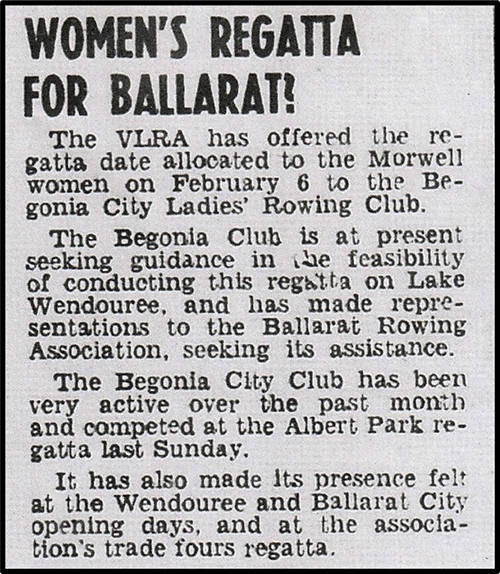 WOMEN'S REGATTA
FOR BALLARAT?
The VLRA has offered the re-
gatta date allocated to the Morwell
women on February 6 to the Be-
gonia City Ladies' Rowing Club.
The Begonia Club is at present
seeking guidance in the feasibility
of conducting this regatta on Lake
Wendouree, and has made repre-
sentations to the Ballarat Rowing
Association, seeking its assistance.
The Begonia City Club has been
very active over the past month
and competed at the Albert Park re-
gatta last Sunday.
It has also made its presence felt
at the Wendouree and Ballarat City
opening days, and at the associa-
tion's trade fours regatta.